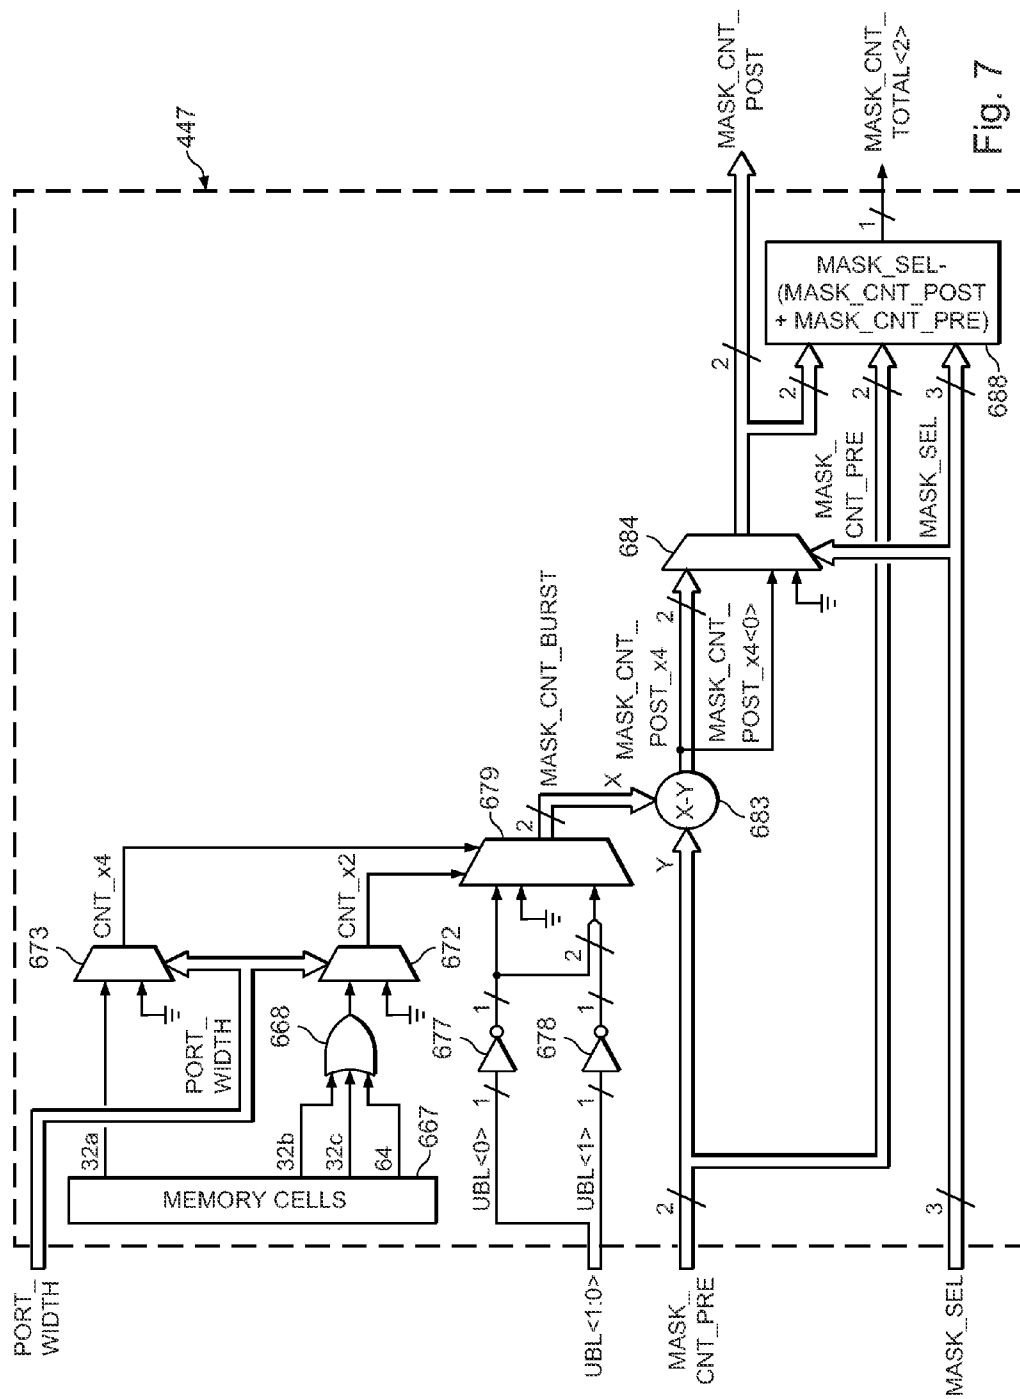 447
PORT_
WIDTH
32a
MEMORY CELLS
667
32b
32c
64
PORT_
WIDTH
668
673
CNT_x4
672
CNT_x2
UBL<1:0>
UBL<0>
UBL<1>
1
1
677
678
1
1
2
679
2
MASK_CNT_BURST
X
Y
X-Y
683
MASK_
CNT_PRE
2
MASK_CNT_
POST_x4
2
MASK_CNT_
POST_x4<0>
684
MASK_SEL
3
MASK_
CNT_PRE
MASK_SEL
2
2
2
3
MASK_SEL-
(MASK_CNT_POST
+ MASK_CNT_PRE)
688
1
MASK_CNT_
POST
MASK_CNT_
TOTAL<2>
Fig. 7